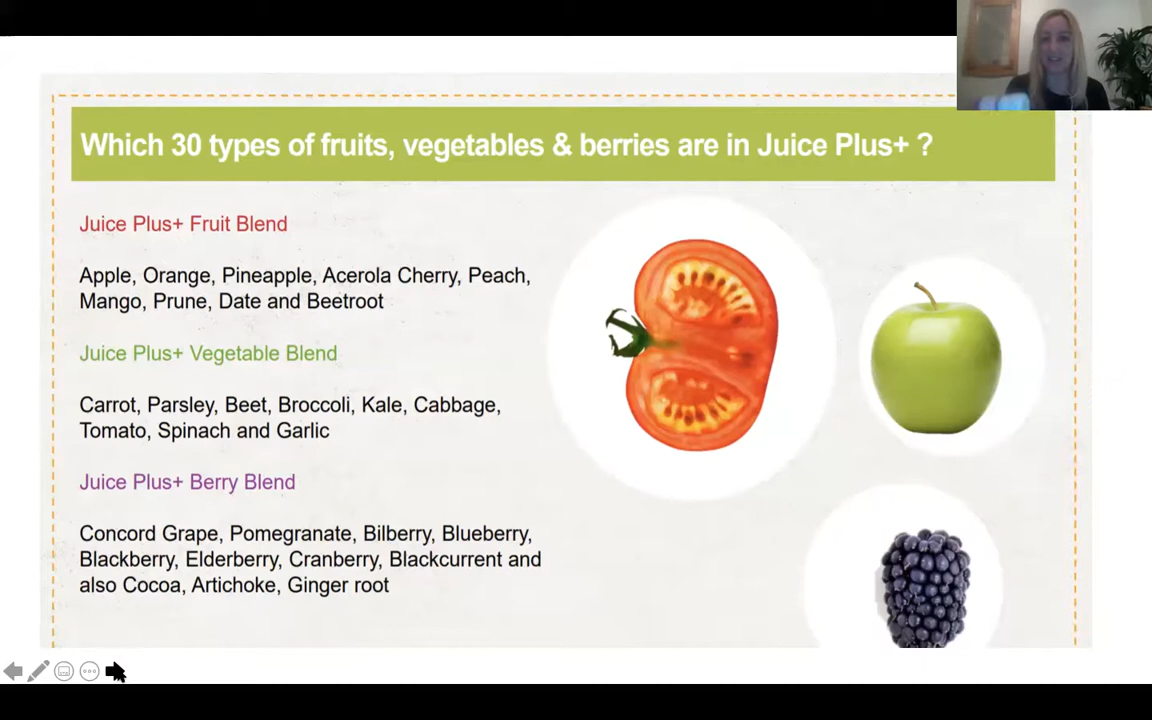 Which 30 types of fruits, vegetables & berries are in Juice Plus+ ?
Juice Plus+ Fruit Blend
Apple, Orange, Pineapple, Acerola Cherry, Peach,
Mango, Prune, Date and Beetroot
Juice Plus+ Vegetable Blend
Carrot, Parsley, Beet, Broccoli, Kale, Cabbage,
Tomato, Spinach and Garlic
Juice Plus+ Berry Blend
Concord Grape, Pomegranate, Bilberry, Blueberry,
Blackberry, Elderberry, Cranberry, Blackcurrent and
also Cocoa, Artichoke, Ginger root